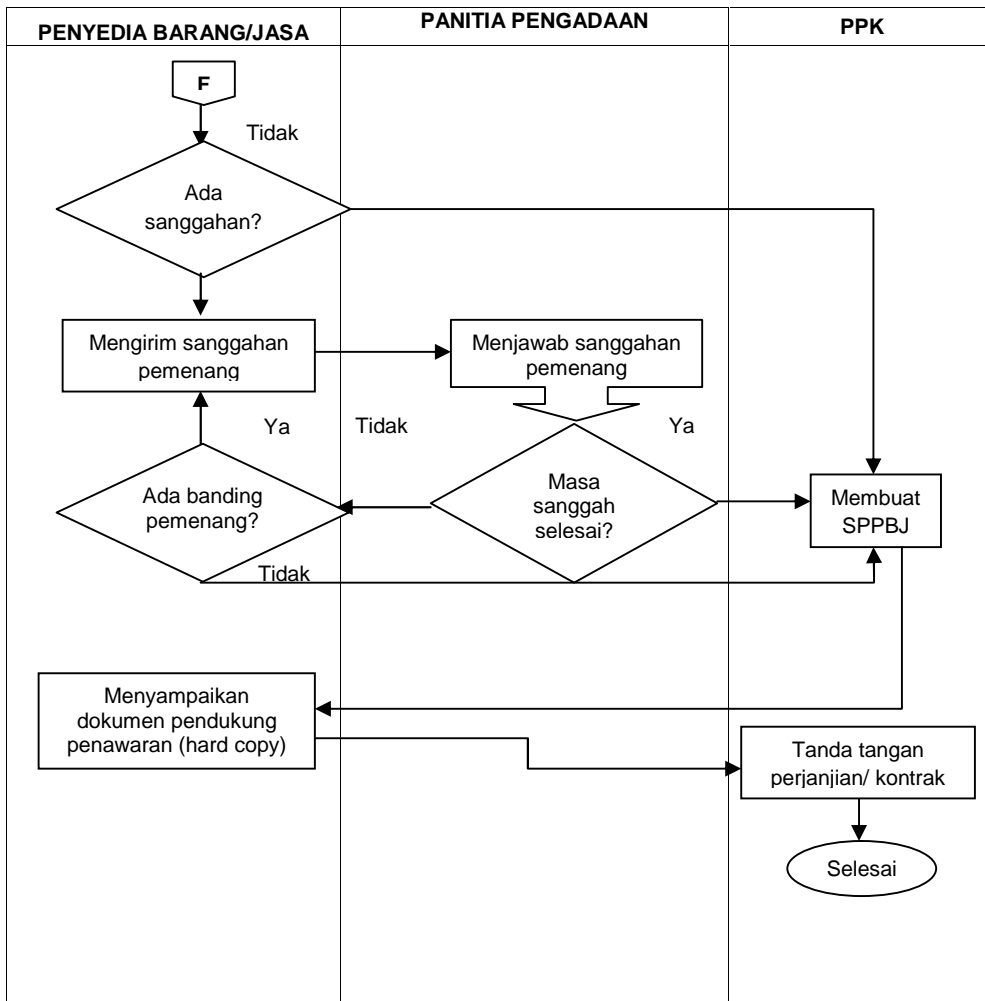 PENYEDIA BARANG/JASA
PANITIA PENGADAAN
PPK
F
Tidak
Ada
sanggahan?
Mengirim sanggahan
pemenang
Menjawab sanggahan
pemenang
Ya
Tidak
Ya
Ada banding
pemenang?
Masa
sanggah
selesai?
Membuat
SPPBJ
Tidak
Menyampaikan
dokumen pendukung
penawaran (hard copy)
Tanda tangan
perjanjian/ kontrak
Selesai